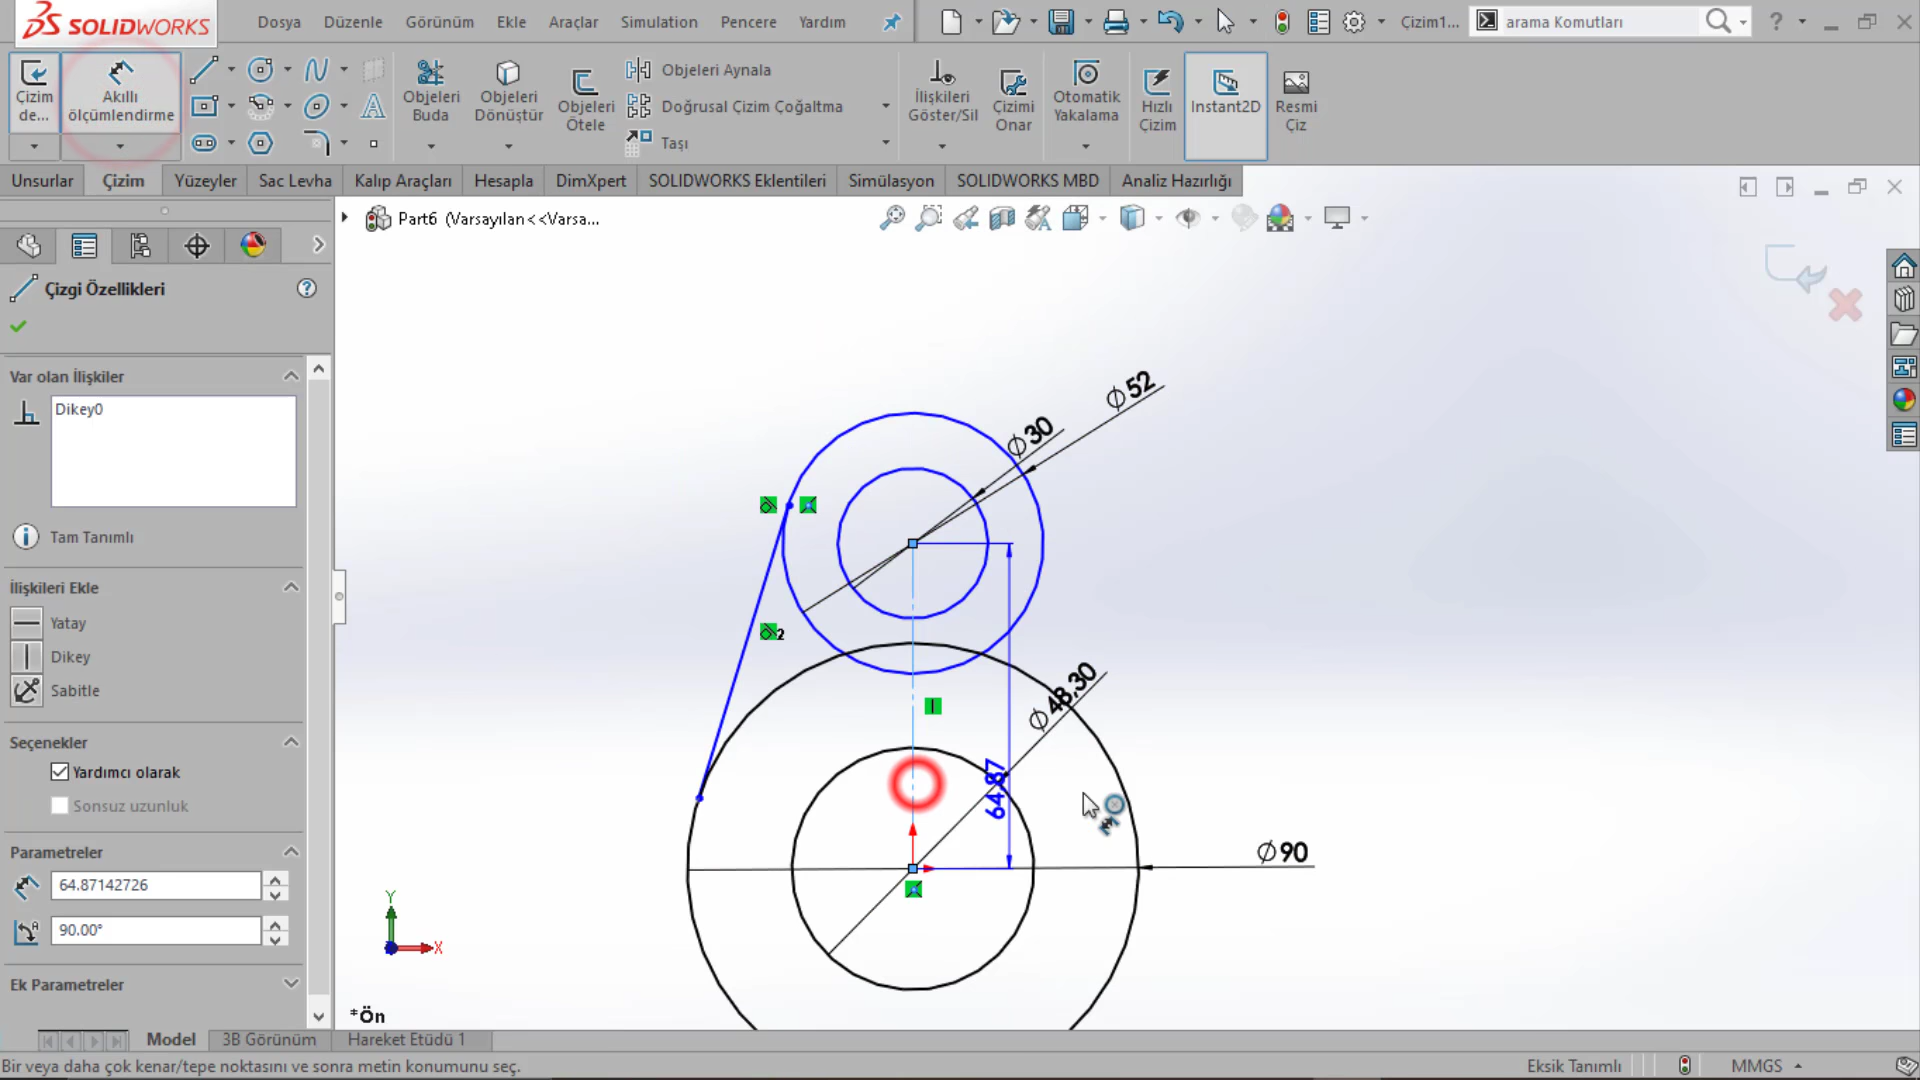 SOLIDWORKS
Dosya Düzenle Görünüm Ekle Araçlar Simulation Pencere Yardım
Çizim1...
arama Komutları
Çizim de...
Akıllı ölçümlendirme
Objeleri Buda
Objeleri Dönüştür
Objeleri Ötele
Objeleri Aynala
Doğrusal Çizim Çoğaltma
Taşı
İlişkileri Göster/Sil
Çizimi Onar
Otomatik Yakalama
Hızlı Çizim
Instant2D
Resmi Çiz
Unsurlar Çizim Yüzeyler Sac Levha Kalıp Araçları Hesapla DimXpert SOLIDWORKS Eklentileri Simülasyon SOLIDWORKS MBD Analiz Hazırlığı
Part6 (Varsayılan<<Varsa...
Çizgi Özellikleri
Var olan İlişkiler
Dikey0
Tam Tanımlı
İlişkileri Ekle
Yatay
Dikey
Sabitle
Seçenekler
Yardımcı olarak
Sonsuz uzunluk
Parametreler
64.87142726
90.00°
Ek Parametreler
∅52
∅30
2
∅48,30
64,87
∅90
Y
X
*Ön
Model 3B Görünüm Hareket Etüdü 1
Bir veya daha çok kenar/tepe noktasını ve sonra metin konumunu seç.
Eksik Tanımlı
MMGS